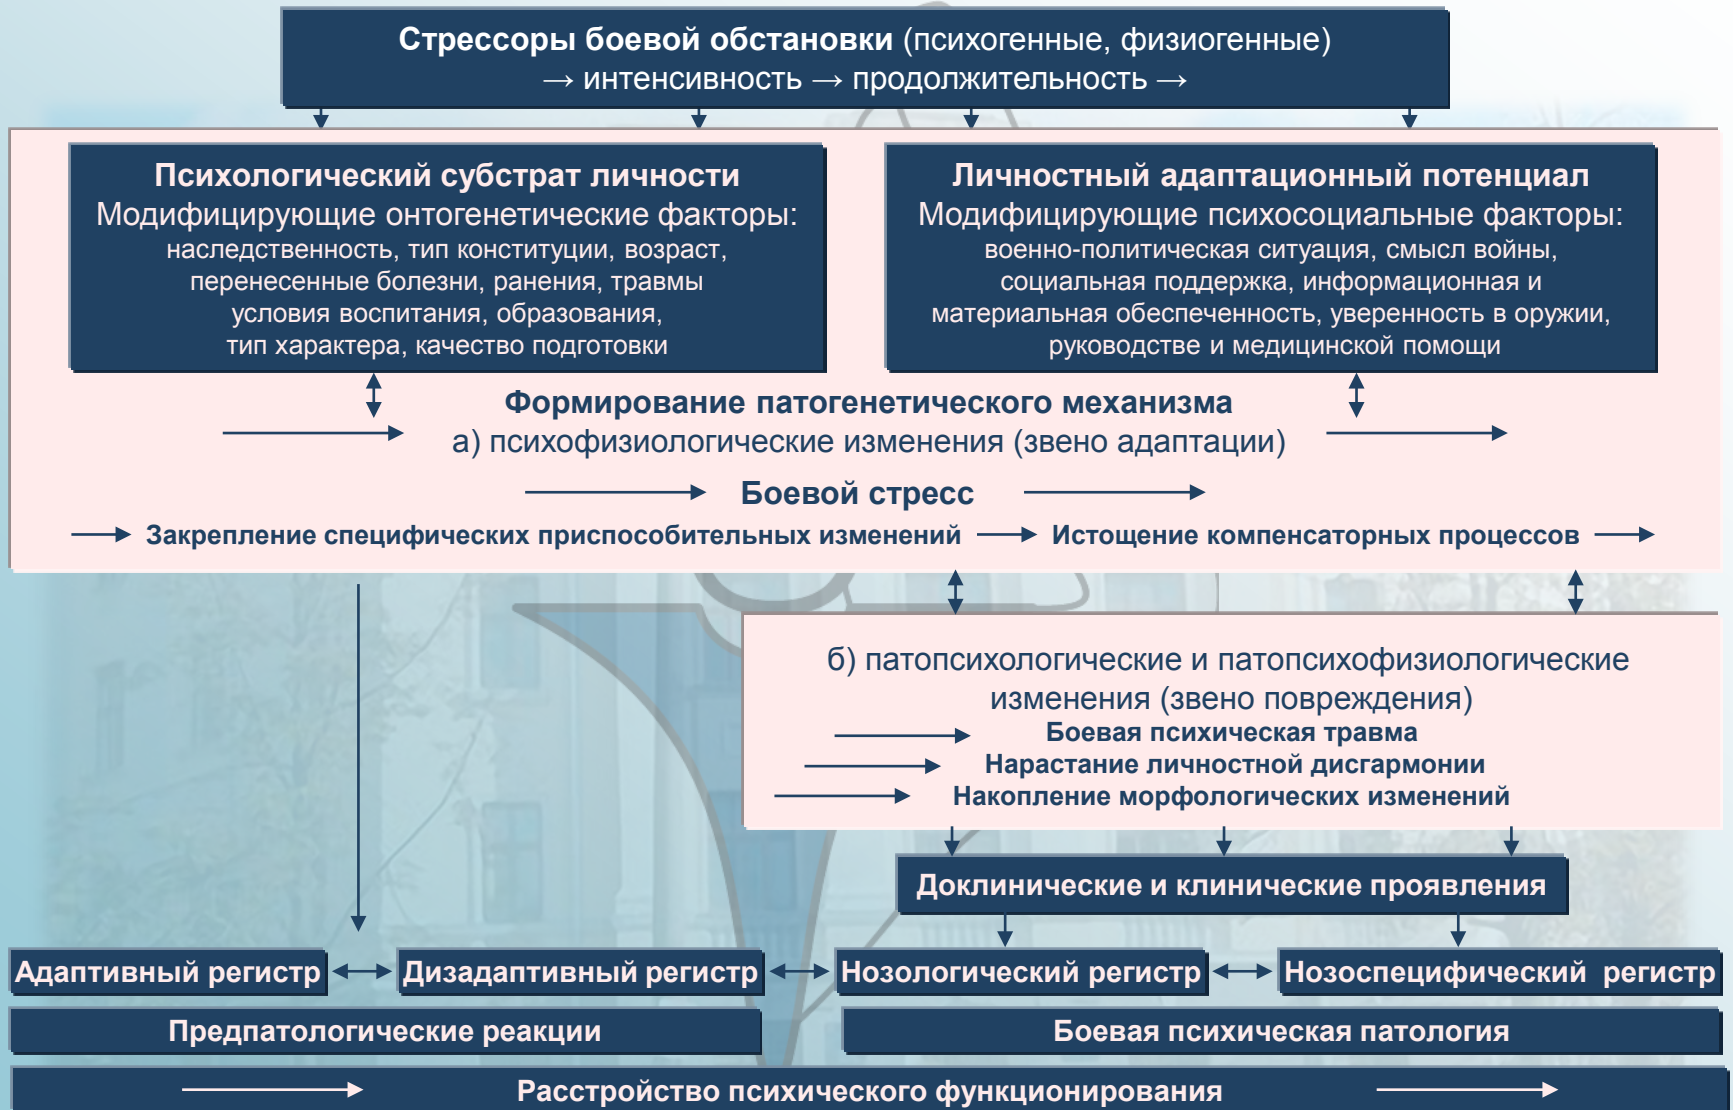 Стрессоры боевой обстановки (психогенные, физиогенные)
→ интенсивность → продолжительность →
Психологический субстрат личности
Модифицирующие онтогенетические факторы:
наследственность, тип конституции, возраст,
перенесенные болезни, ранения, травмы
условия воспитания, образования,
тип характера, качество подготовки
Личностный адаптационный потенциал
Модифицирующие психосоциальные факторы:
военно-политическая ситуация, смысл войны,
социальная поддержка, информационная и
материальная обеспеченность, уверенность в оружии,
руководстве и медицинской помощи
Формирование патогенетического механизма
а) психофизиологические изменения (звено адаптации)
Боевой стресс
Закрепление специфических приспособительных изменений
Истощение компенсаторных процессов
б) патопсихологические и патопсихофизиологические
изменения (звено повреждения)
Боевая психическая травма
Нарастание личностной дисгармонии
Накопление морфологических изменений
Доклинические и клинические проявления
Адаптивный регистр
Дизадаптивный регистр
Нозологический регистр
Нозоспецифический регистр
Предпатологические реакции
Боевая психическая патология
Расстройство психического функционирования